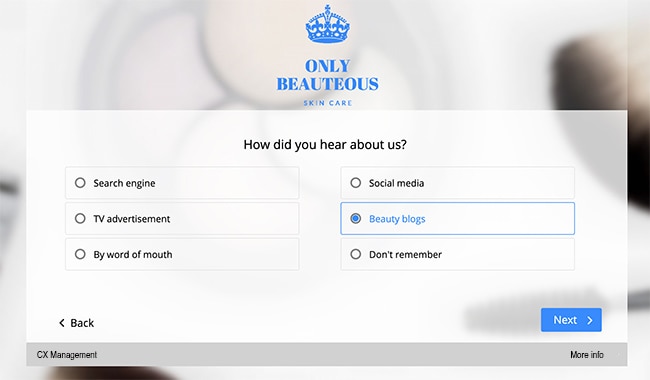 ONLY
BEAUTEOUS
SKIN CARE
How did you hear about us?
Search engine
Social media
TV advertisement
Beauty blogs
By word of mouth
Don't remember
Back
Next
CX Management
More info